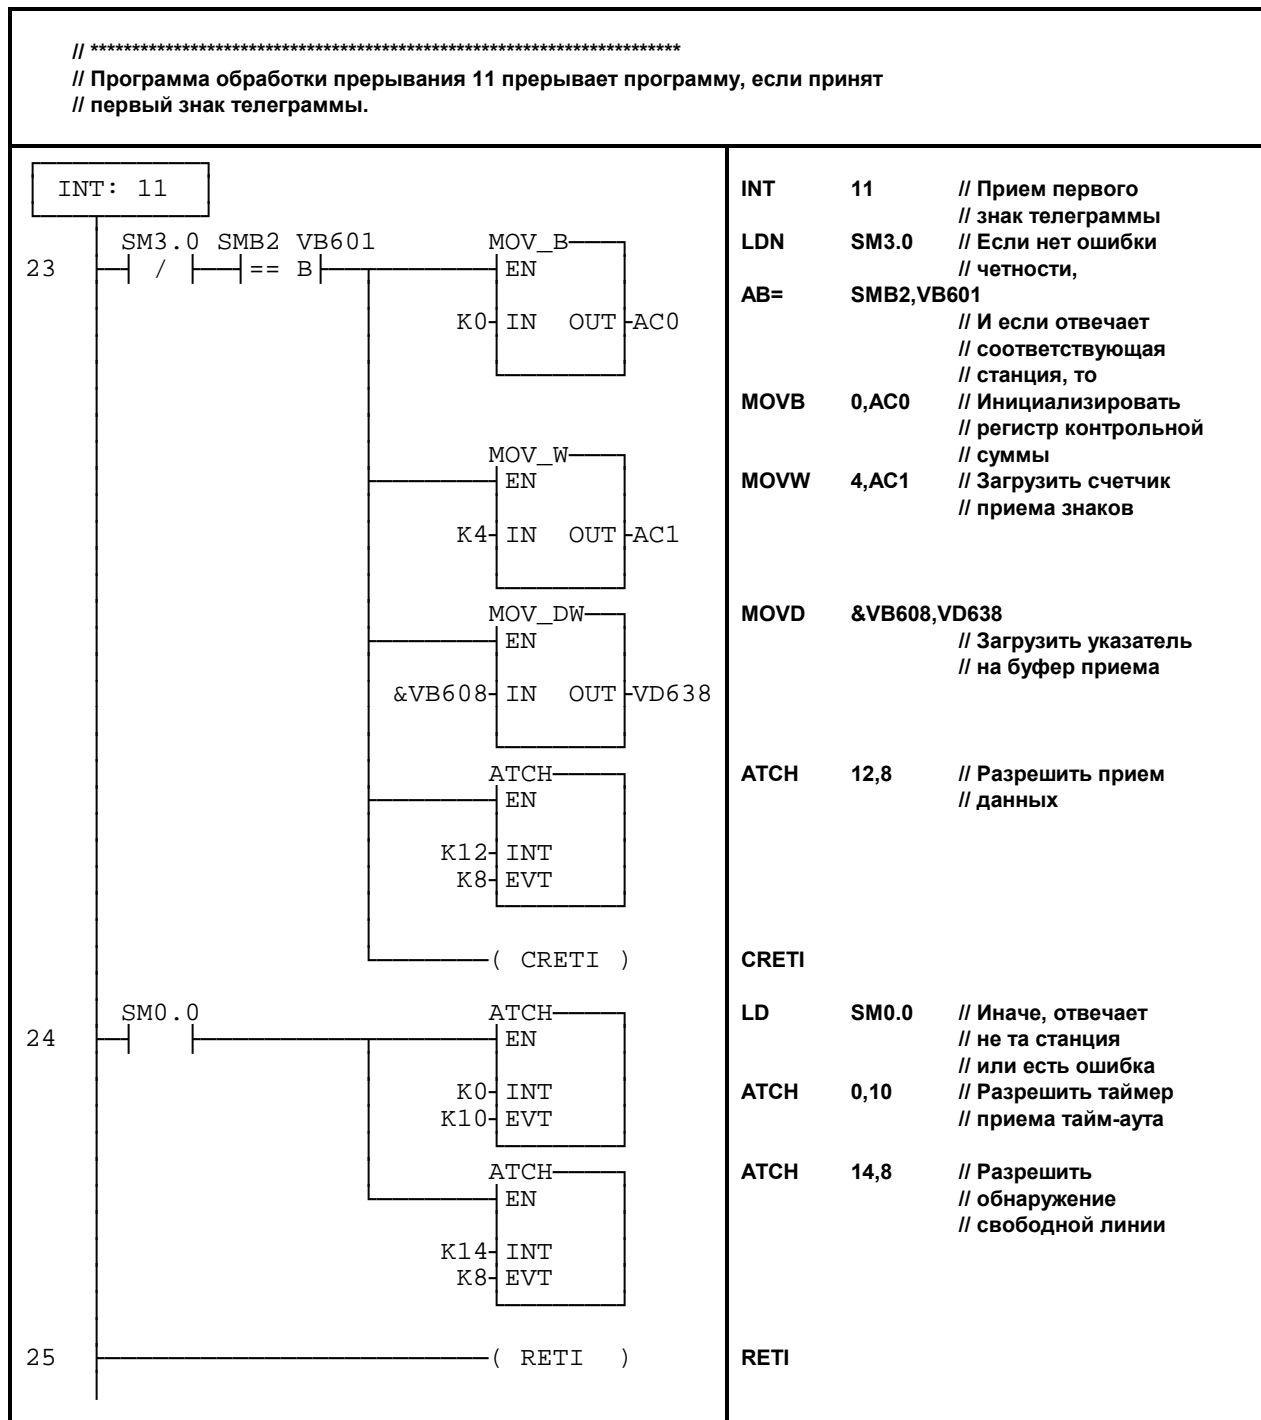 // ***********************************************************************
// Программа обработки прерывания 11 прерывает программу, если принят
// первый знак телеграммы.
INT: 11
SM3.0 SMB2 VB601 MOV_B
23 / == B EN
K0 IN OUT AC0
MOV_W
EN
K4 IN OUT AC1
MOV_DW
EN
&VB608 IN OUT VD638
ATCH
EN
K12 INT
K8 EVT
( CRETI )
SM0.0 ATCH
24 EN
K0 INT
K10 EVT
ATCH
EN
K14 INT
K8 EVT
25 ( RETI )
INT 11 // Прием первого
// знак телеграммы
LDN SM3.0 // Если нет ошибки
// четности,
AB= SMB2,VB601
// И если отвечает
// соответствующая
// станция, то
MOVB 0,AC0 // Инициализировать
// регистр контрольной
// суммы
MOVW 4,AC1 // Загрузить счетчик
// приема знаков
MOVD &VB608,VD638
// Загрузить указатель
// на буфер приема
ATCH 12,8 // Разрешить прием
// данных
CRETI
LD SM0.0 // Иначе, отвечает
// не та станция
// или есть ошибка
ATCH 0,10 // Разрешить таймер
// приема тайм-аута
ATCH 14,8 // Разрешить
// обнаружение
// свободной линии
RETI